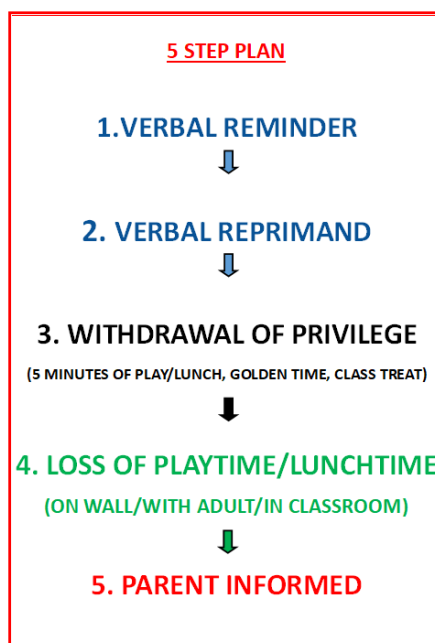 5 STEP PLAN
1.VERBAL REMINDER
2. VERBAL REPRIMAND
3. WITHDRAWAL OF PRIVILEGE
(5 MINUTES OF PLAY/LUNCH, GOLDEN TIME, CLASS TREAT)
4. LOSS OF PLAYTIME/LUNCHTIME
(ON WALL/WITH ADULT/IN CLASSROOM)
5. PARENT INFORMED